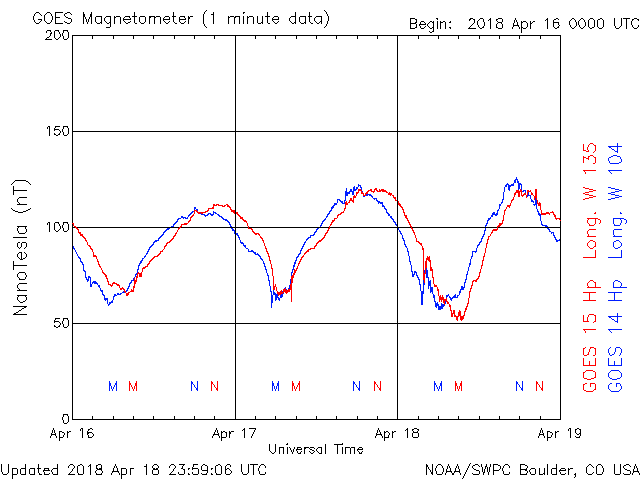 GOES Magnetometer (1 minute data)
Begin: 2018 Apr 16 0000 UTC
200
150
100
50
0
NanoTesla (nT)
M M N N M M N N M M N N
Apr 16 Apr 17 Apr 18 Apr 19
Universal Time
GOES 15 Hp Long. W 135
GOES 14 Hp Long. W 104
Updated 2018 Apr 18 23:59:06 UTC
NOAA/SWPC Boulder, CO USA